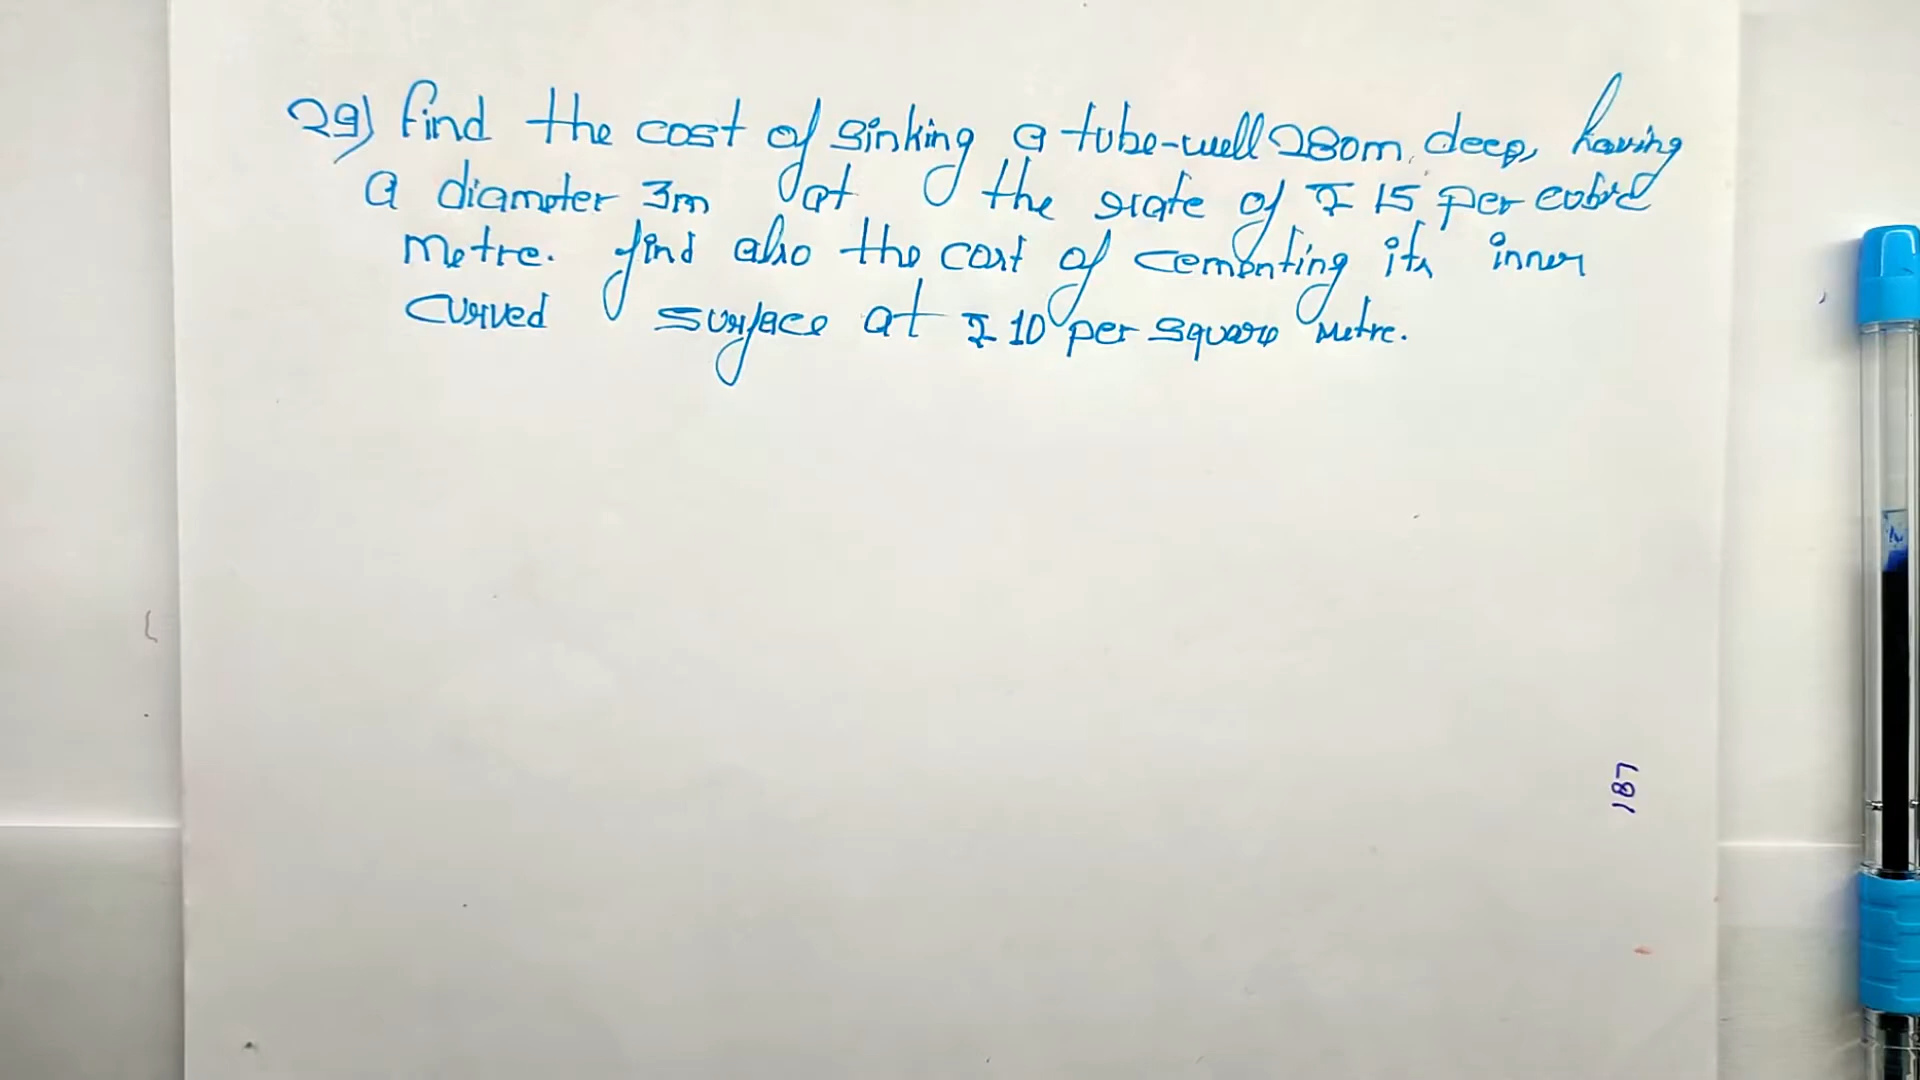 29) find the cost of sinking a tube-well 280m deep, having
a diameter 3m at the rate of ₹ 15 per cubic
metre. find also the cost of cementing its inner
curved surface at ₹ 10 per square metre.
187